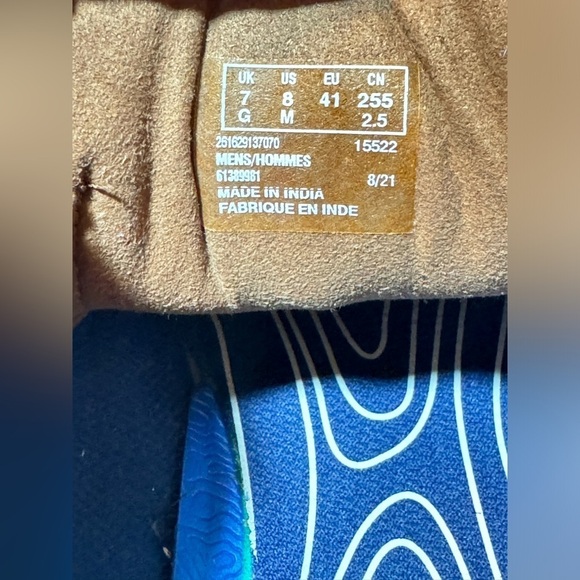 UK US EU CN
7 8 41 255
G M 2.5
261629137070 15522
MENS/HOMMES
61389981 8/21
MADE IN INDIA
FABRIQUE EN INDE